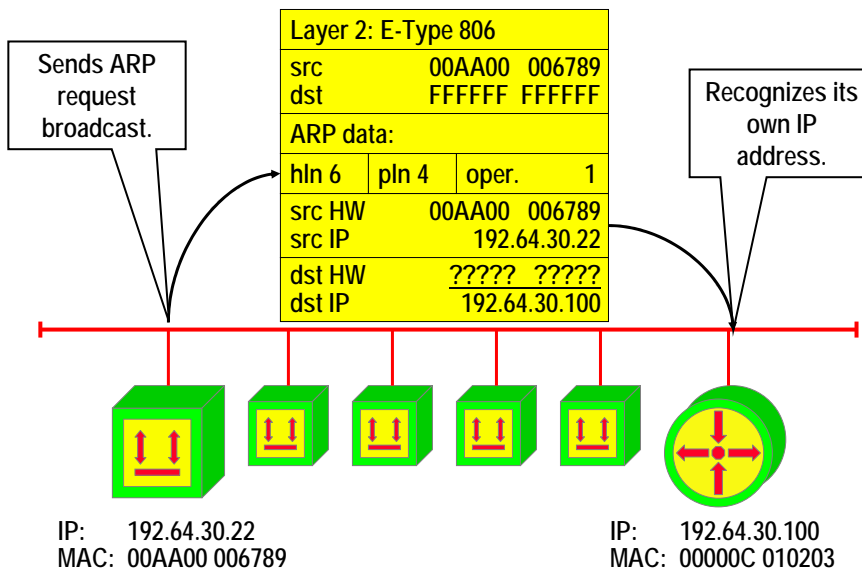 Layer 2: E-Type 806
src 00AA00 006789
dst FFFFFF FFFFFF
ARP data:
hln 6 pln 4 oper. 1
src HW 00AA00 006789
src IP 192.64.30.22
dst HW ????? ?????
dst IP 192.64.30.100
Sends ARP
request
broadcast.
Recognizes its
own IP
address.
IP: 192.64.30.22
MAC: 00AA00 006789
IP: 192.64.30.100
MAC: 00000C 010203